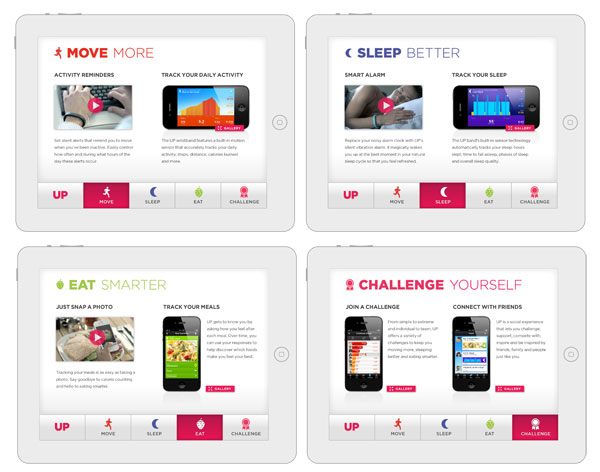 MOVE MORE
ACTIVITY REMINDERS
TRACK YOUR DAILY ACTIVITY
GALLERY
Set silent alerts that remind you to move
when you've been inactive. Easily control
how often and during what hours of the
day these alerts occur.
The UP wristband features a built-in motion
sensor that accurately tracks your daily
activity: steps, distance, calories burned
and more.
UP
MOVE
SLEEP
EAT
CHALLENGE
SLEEP BETTER
SMART ALARM
TRACK YOUR SLEEP
GALLERY
Replace your noisy alarm clock with UP's
silent vibration alarm. It magically wakes
you up at the best moment in your natural
sleep cycle so that you feel refreshed.
The UP band's built-in sensor technology
automatically tracks your sleep: hours
slept, time to fall asleep, phases of sleep
and overall sleep quality.
UP
MOVE
SLEEP
EAT
CHALLENGE
EAT SMARTER
JUST SNAP A PHOTO
TRACK YOUR MEALS
Tracking your meals is as easy as taking a
photo. Say goodbye to calorie counting
and hello to eating smarter.
UP gets to know you by
asking how you feel after
each meal. Over time, you
can use your responses to
help discover which foods
make you feel your best.
GALLERY
UP
MOVE
SLEEP
EAT
CHALLENGE
CHALLENGE YOURSELF
JOIN A CHALLENGE
CONNECT WITH FRIENDS
From simple to extreme
and individual to team, UP
offers a variety of
challenges to keep you
moving more, sleeping
better and eating smarter.
GALLERY
UP is a social experience
that lets you challenge,
support, compete with,
inspire and be inspired by
friends, family and people
just like you.
GALLERY
UP
MOVE
SLEEP
EAT
CHALLENGE